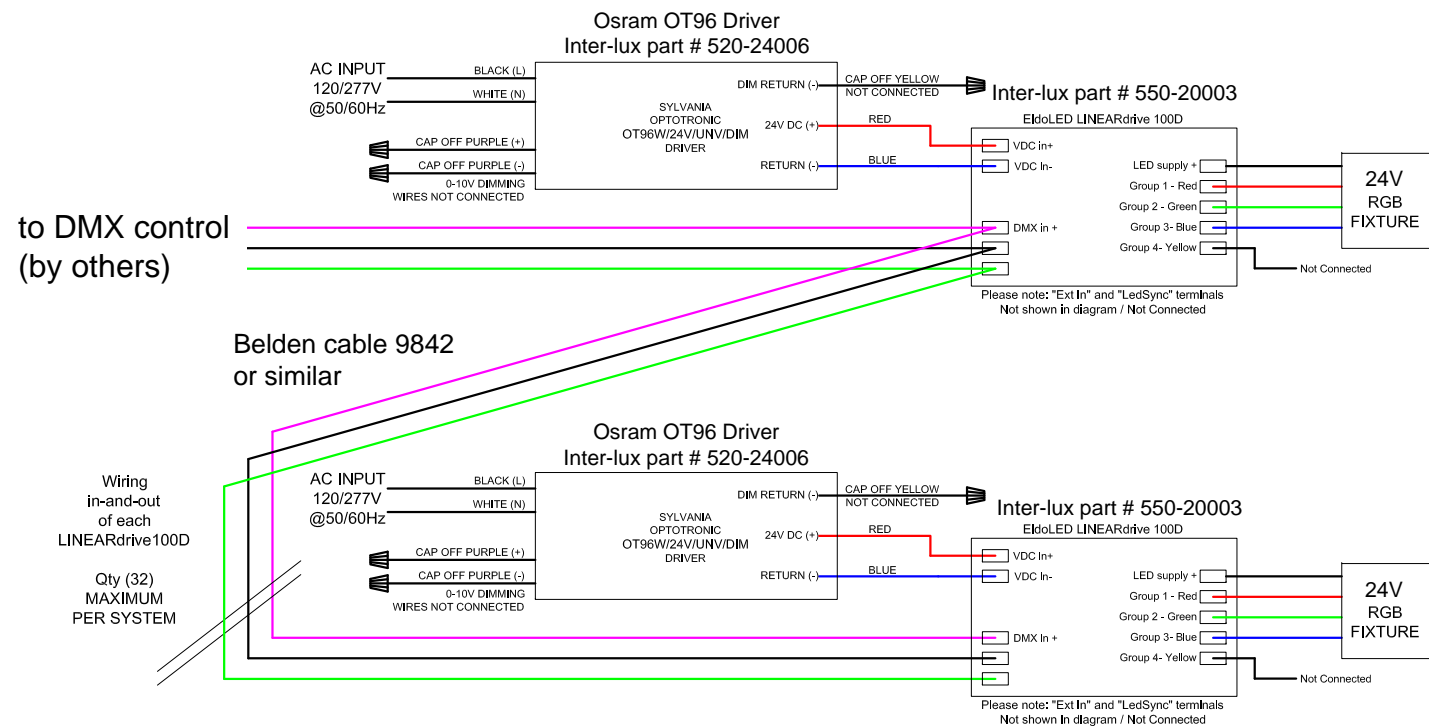 Osram OT96 Driver
Inter-lux part # 520-24006
AC INPUT
120/277V
@50/60Hz
BLACK (L)
WHITE (N)
CAP OFF PURPLE (+)
CAP OFF PURPLE (-)
0-10V DIMMING
WIRES NOT CONNECTED
SYLVANIA
OPTOTRONIC
OT96W/24V/UNV/DIM
DRIVER
DIM RETURN (-)
24V DC (+)
RETURN (-)
CAP OFF YELLOW
NOT CONNECTED
RED
BLUE
Inter-lux part # 550-20003
EldoLED LINEARdrive 100D
VDC in+
VDC In-
DMX in +
LED supply +
Group 1 - Red
Group 2 - Green
Group 3- Blue
Group 4- Yellow
24V
RGB
FIXTURE
Not Connected
Please note: "Ext In" and "LedSync" terminals
Not shown in diagram / Not Connected
to DMX control
(by others)
Belden cable 9842
or similar
Wiring
in-and-out
of each
LINEARdrive100D
Qty (32)
MAXIMUM
PER SYSTEM
Osram OT96 Driver
Inter-lux part # 520-24006
AC INPUT
120/277V
@50/60Hz
BLACK (L)
WHITE (N)
CAP OFF PURPLE (+)
CAP OFF PURPLE (-)
0-10V DIMMING
WIRES NOT CONNECTED
SYLVANIA
OPTOTRONIC
OT96W/24V/UNV/DIM
DRIVER
DIM RETURN (-)
24V DC (+)
RETURN (-)
CAP OFF YELLOW
NOT CONNECTED
RED
BLUE
Inter-lux part # 550-20003
EldoLED LINEARdrive 100D
VDC In+
VDC In-
DMX In +
LED supply +
Group 1 - Red
Group 2 - Green
Group 3- Blue
Group 4- Yellow
24V
RGB
FIXTURE
Not Connected
Please note: "Ext In" and "LedSync" terminals
Not shown In diagram / Not Connected